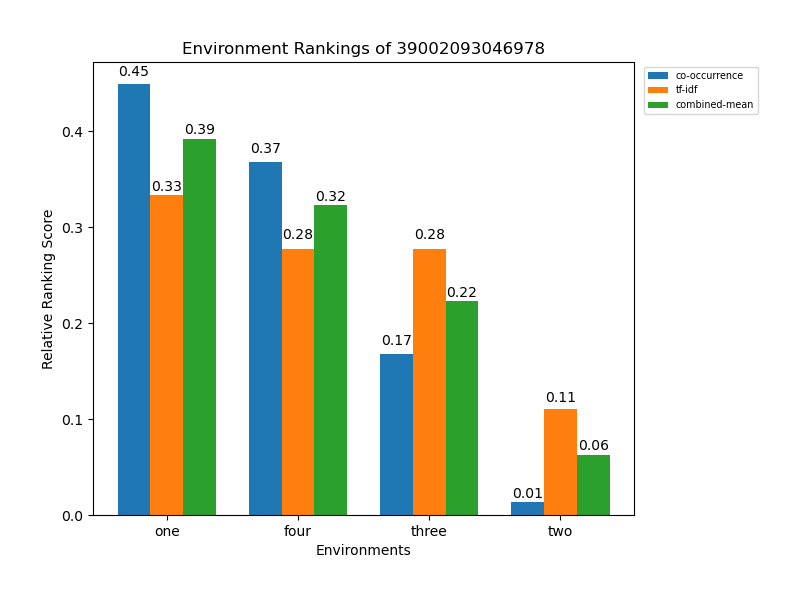 Environment Rankings of 39002093046978
co-occurrence
tf-idf
combined-mean
Relative Ranking Score
0.4
0.3
0.2
0.1
0.0
0.45
0.33
0.39
0.37
0.28
0.32
0.17
0.28
0.22
0.01
0.11
0.06
one four three two
Environments